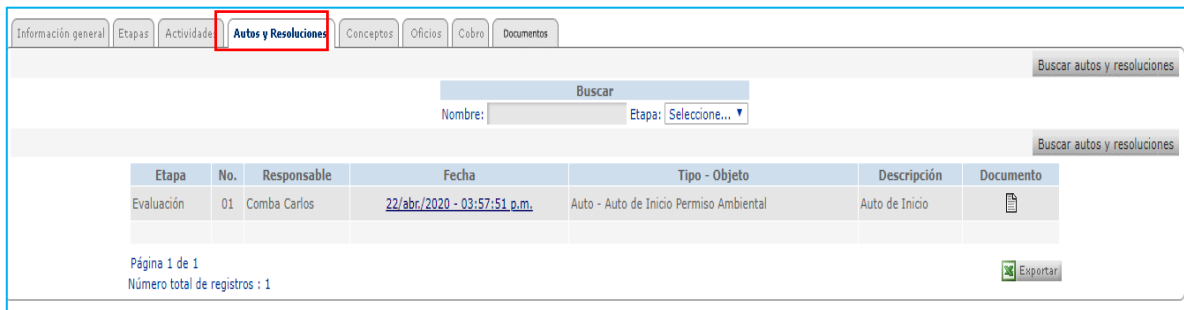 Información general Etapas Actividades Autos y Resoluciones Conceptos Oficios Cobro Documentos
Buscar autos y resoluciones
Buscar
Nombre: Etapa: Seleccione...
Buscar autos y resoluciones
Etapa No. Responsable Fecha Tipo - Objeto Descripción Documento
Evaluación 01 Comba Carlos 22/abr./2020 - 03:57:51 p.m. Auto - Auto de Inicio Permiso Ambiental Auto de Inicio
Página 1 de 1
Exportar
Número total de registros : 1